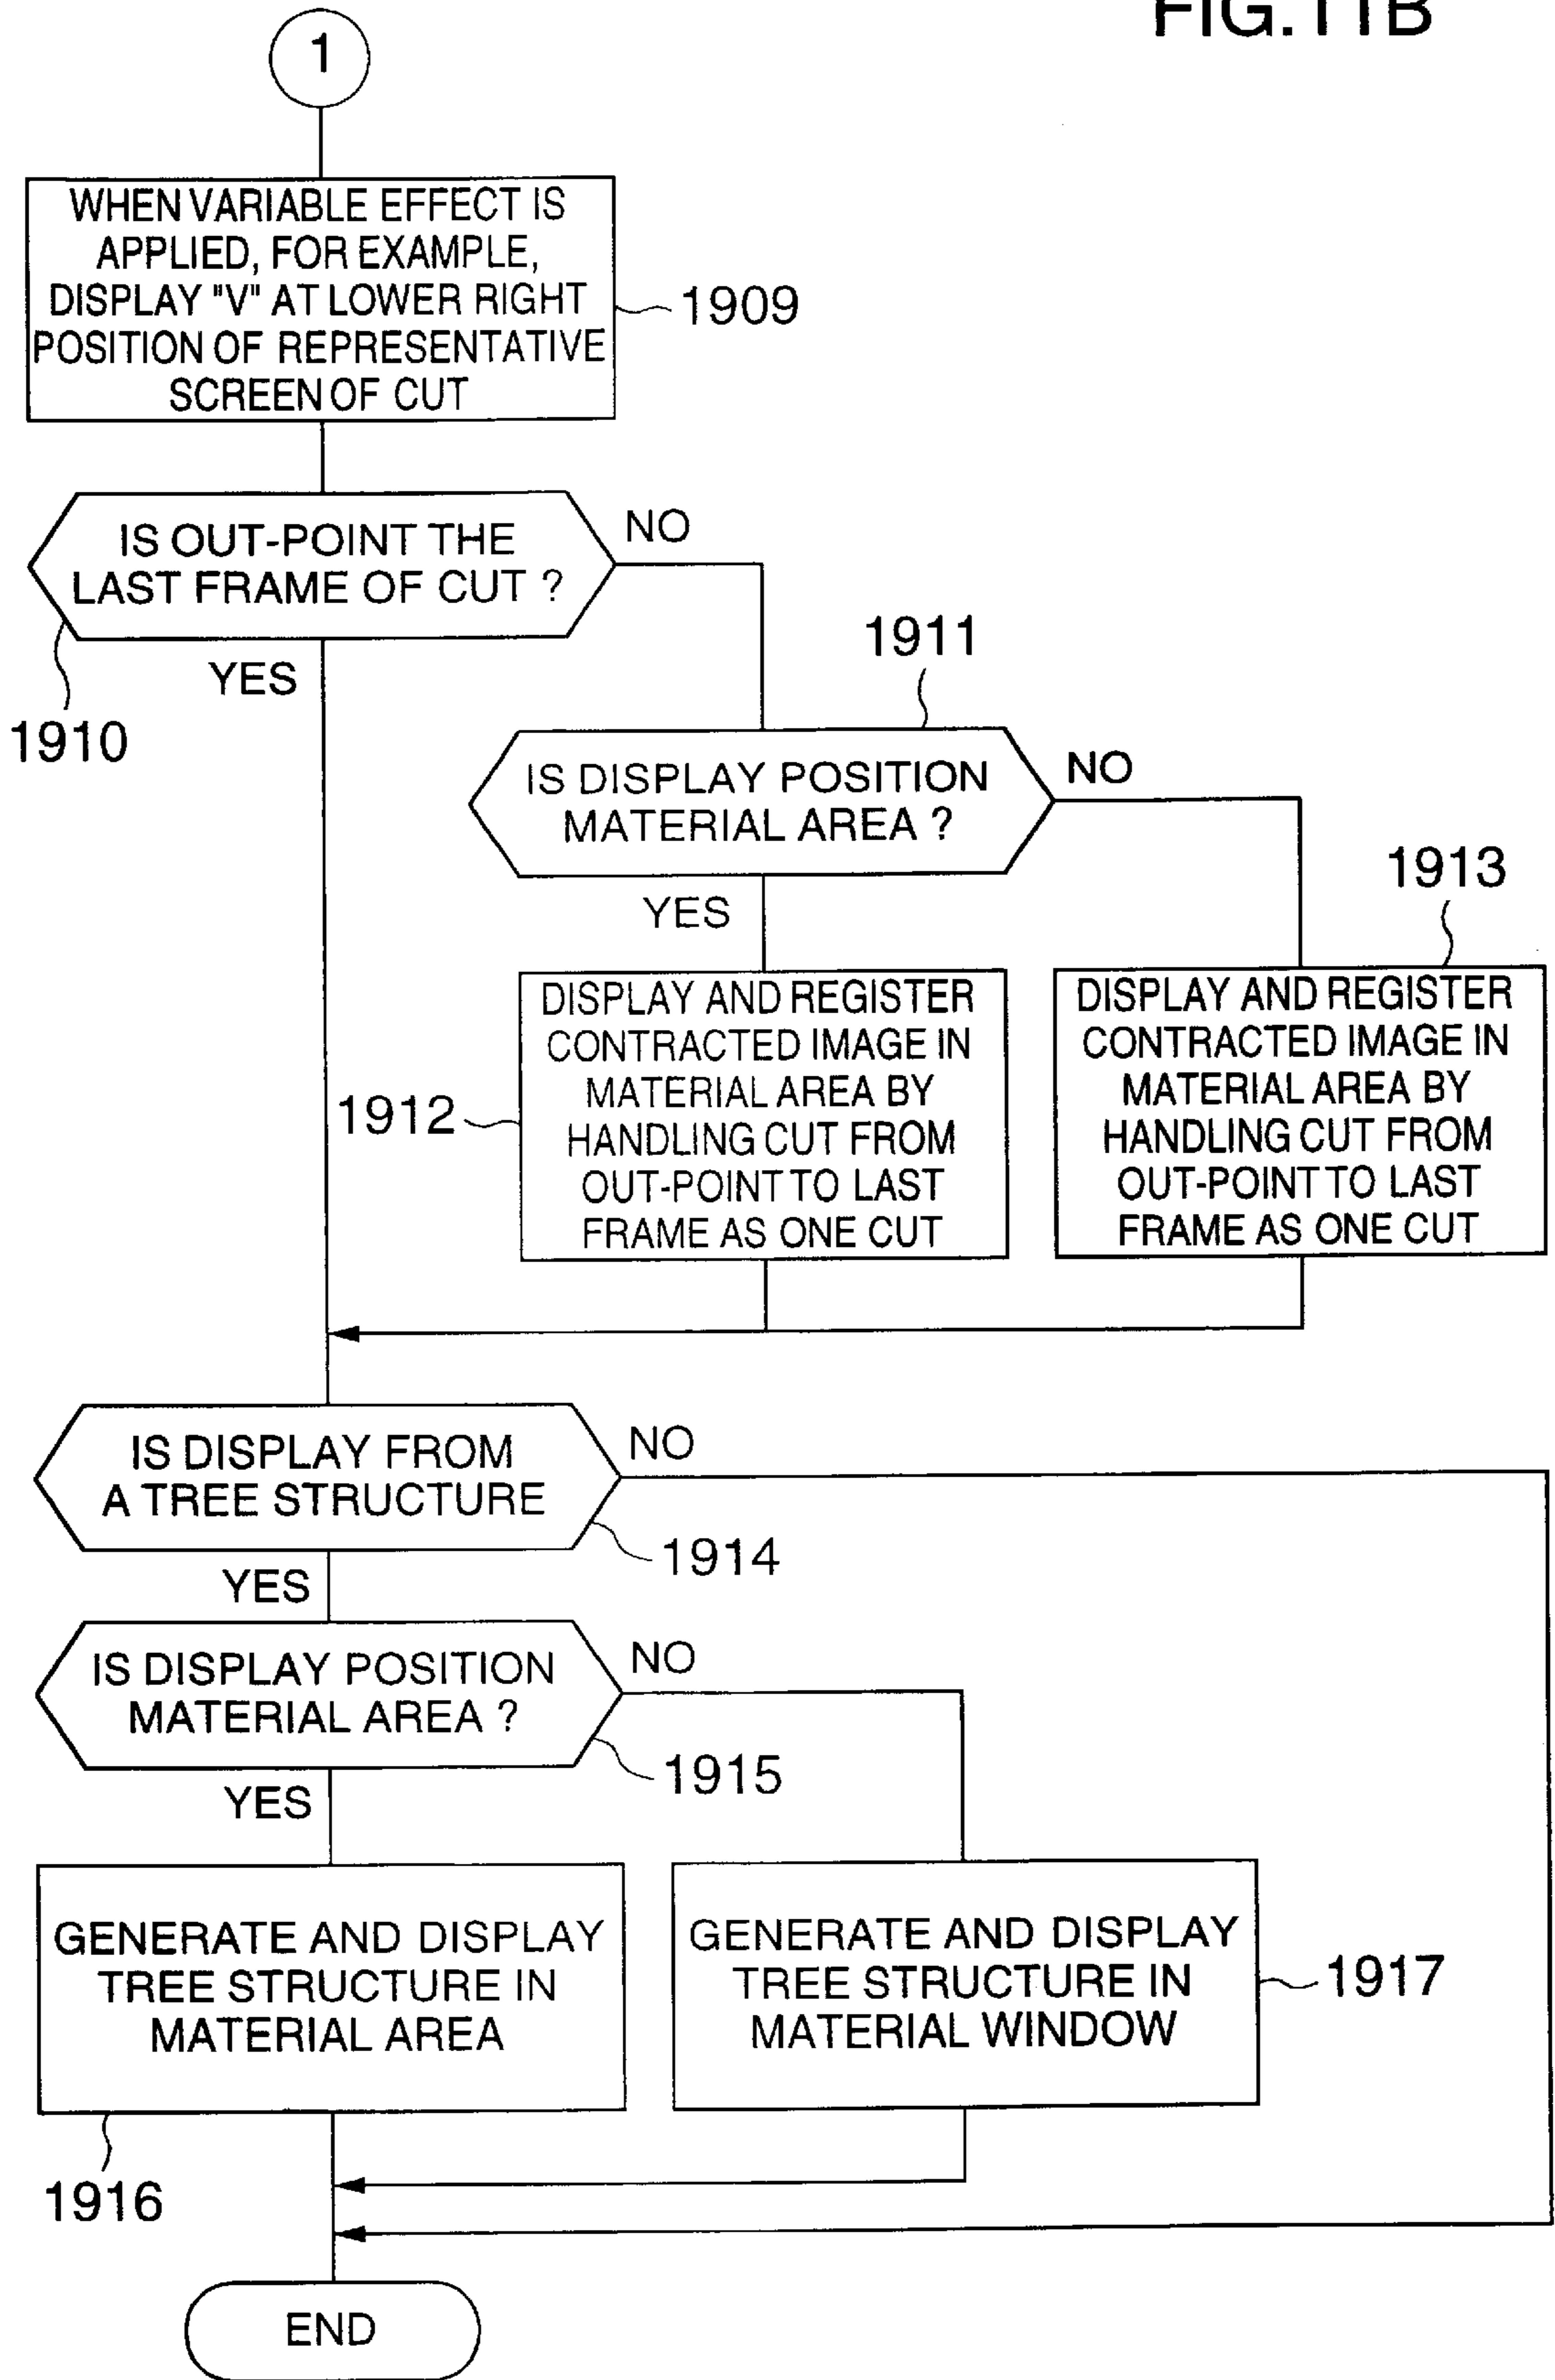 FIG.11B
1
WHEN VARIABLE EFFECT IS
APPLIED, FOR EXAMPLE,
DISPLAY "V" AT LOWER RIGHT
POSITION OF REPRESENTATIVE
SCREEN OF CUT
1909
IS OUT-POINT THE
LAST FRAME OF CUT ?
NO
YES
1910
1911
IS DISPLAY POSITION
MATERIAL AREA ?
NO
YES
1913
DISPLAY AND REGISTER
CONTRACTED IMAGE IN
MATERIAL AREA BY
HANDLING CUT FROM
OUT-POINT TO LAST
FRAME AS ONE CUT
1912
DISPLAY AND REGISTER
CONTRACTED IMAGE IN
MATERIAL AREA BY
HANDLING CUT FROM
OUT-POINT TO LAST
FRAME AS ONE CUT
IS DISPLAY FROM
A TREE STRUCTURE
NO
1914
YES
IS DISPLAY POSITION
MATERIAL AREA ?
NO
1915
YES
GENERATE AND DISPLAY
TREE STRUCTURE IN
MATERIAL AREA
GENERATE AND DISPLAY
TREE STRUCTURE IN
MATERIAL WINDOW
1917
1916
END